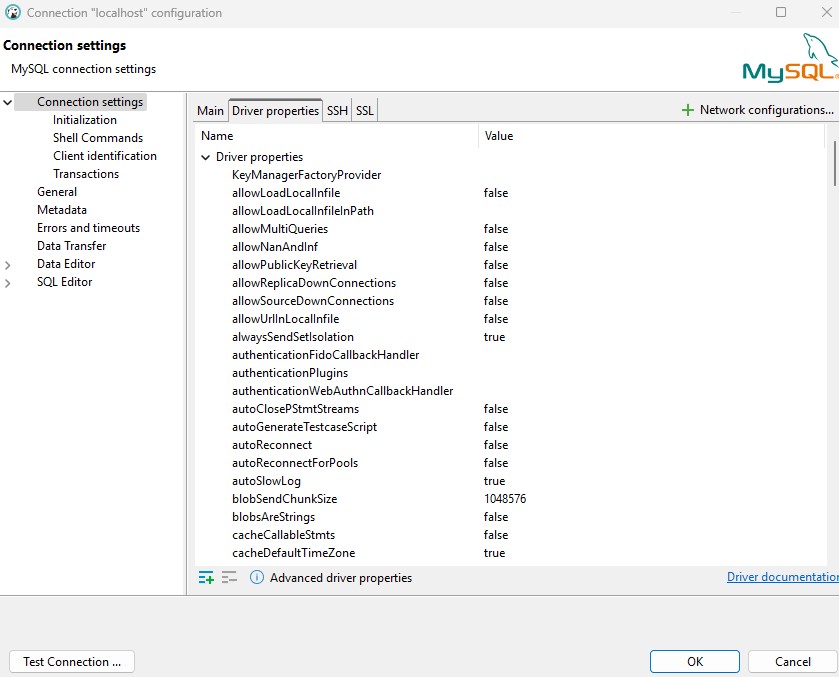 Connection "localhost" configuration
Connection settings
MySQL connection settings
MySQL
Connection settings
Initialization
Shell Commands
Client identification
Transactions
General
Metadata
Errors and timeouts
Data Transfer
Data Editor
SQL Editor
Main Driver properties SSH SSL Network configurations...
Name Value
Driver properties
KeyManagerFactoryProvider
allowLoadLocalInfile false
allowLoadLocalInfileInPath
allowMultiQueries false
allowNanAndInf false
allowPublicKeyRetrieval false
allowReplicaDownConnections false
allowSourceDownConnections false
allowUrlInLocalInfile false
alwaysSendSetIsolation true
authenticationFidoCallbackHandler
authenticationPlugins
authenticationWebAuthnCallbackHandler
autoClosePStmtStreams false
autoGenerateTestcaseScript false
autoReconnect false
autoReconnectForPools false
autoSlowLog true
blobSendChunkSize 1048576
blobsAreStrings false
cacheCallableStmts false
cacheDefaultTimeZone true
Advanced driver properties Driver documentation
Test Connection ... OK Cancel